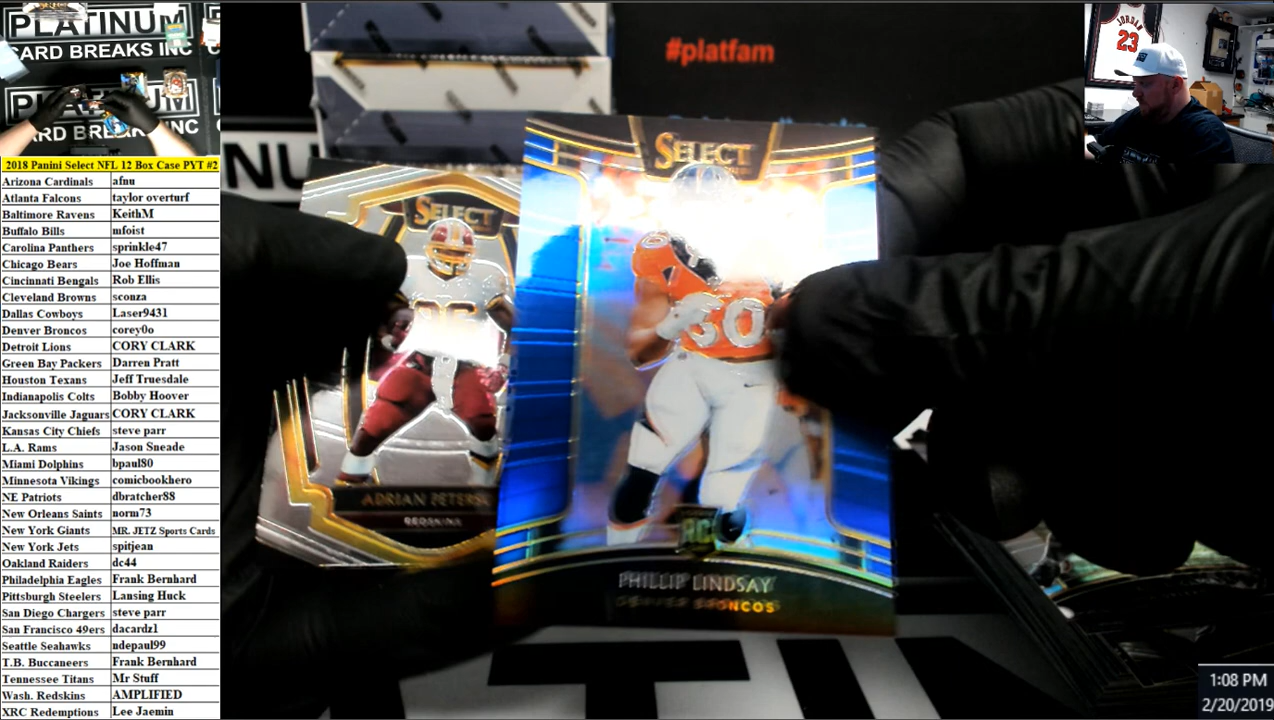 PLATINUM
CARD BREAKS INC
PLATINUM
CARD BREAKS INC
#platfam
JORDAN
23
2018 Panini Select NFL 12 Box Case PYT #2
Arizona Cardinals afnu
Atlanta Falcons taylor overturf
Baltimore Ravens KeithM
Buffalo Bills mfoist
Carolina Panthers sprinkle47
Chicago Bears Joe Hoffman
Cincinnati Bengals Rob Ellis
Cleveland Browns sconza
Dallas Cowboys Laser9431
Denver Broncos corey0o
Detroit Lions CORY CLARK
Green Bay Packers Darren Pratt
Houston Texans Jeff Truesdale
Indianapolis Colts Bobby Hoover
Jacksonville Jaguars CORY CLARK
Kansas City Chiefs steve parr
L.A. Rams Jason Sneade
Miami Dolphins bpaul80
Minnesota Vikings comicbookhero
NE Patriots dbratcher88
New Orleans Saints norm73
New York Giants MR. JETZ Sports Cards
New York Jets spitjean
Oakland Raiders dc44
Philadelphia Eagles Frank Bernhard
Pittsburgh Steelers Lansing Huck
San Diego Chargers steve parr
San Francisco 49ers dacardz1
Seattle Seahawks ndepaul99
T.B. Buccaneers Frank Bernhard
Tennessee Titans Mr Stuff
Wash. Redskins AMPLIFIED
XRC Redemptions Lee Jaemin
SELECT
ADRIAN PETERS
REDSKINS
SELECT
30
RC
PHILLIP LINDSAY
DENVER BRONCOS
1:08 PM
2/20/2019